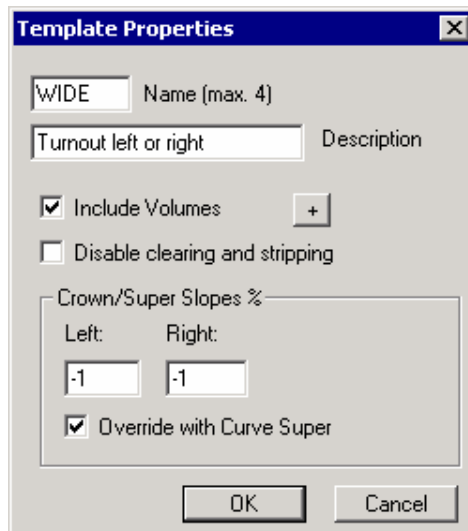 Template Properties
WIDE Name (max. 4)
Turnout left or right Description
Include Volumes +
Disable clearing and stripping
Crown/Super Slopes %
Left: Right:
-1 -1
Override with Curve Super
OK Cancel